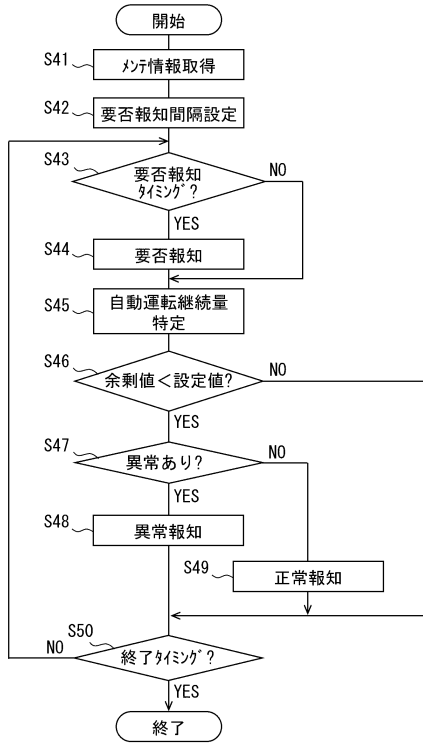 開始
S41
ﾒﾝﾃ情報取得
S42
要否報知間隔設定
S43
要否報知
ﾀｲﾐﾝｸﾞ?
NO
YES
S44
要否報知
S45
自動運転継続量
特定
S46
余剰値<設定値?
NO
YES
S47
異常あり?
NO
YES
S48
異常報知
S49
正常報知
S50
終了ﾀｲﾐﾝｸﾞ?
NO
YES
終了